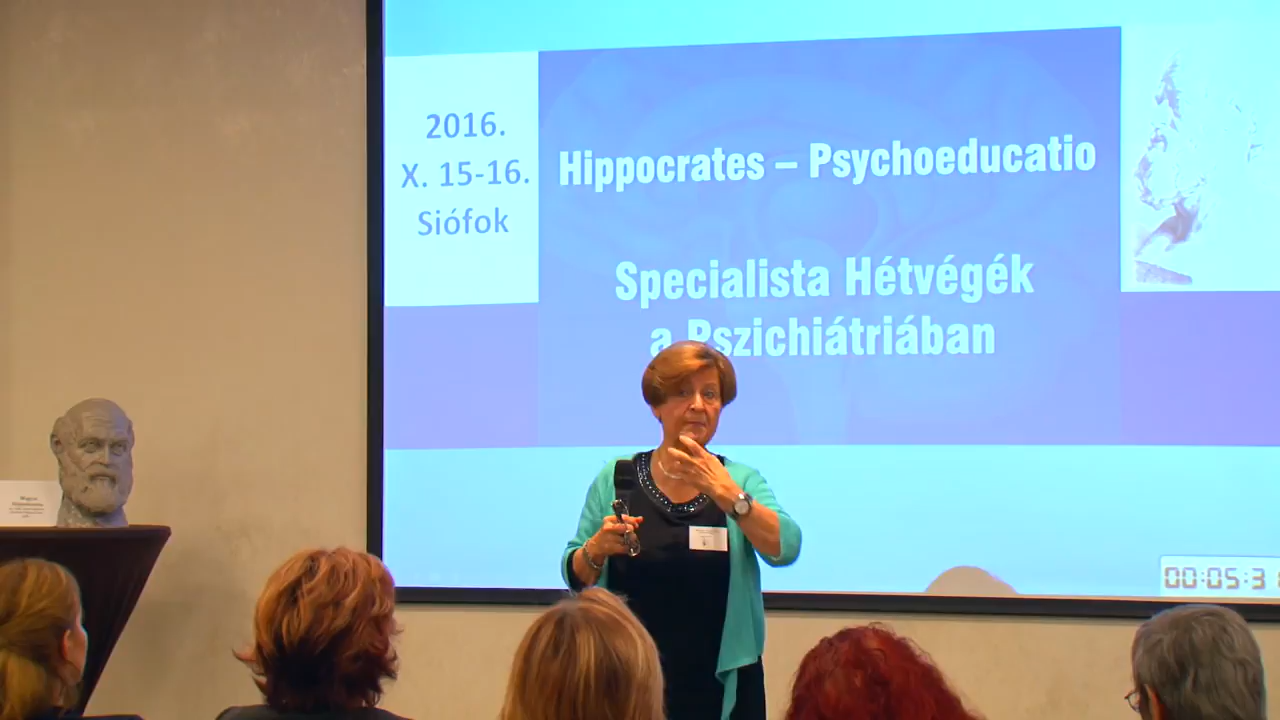 2016.
X. 15-16.
Siófok
Hippocrates – Psychoeducatio
Specialista Hétvégék
a Pszichiátriában
00:05:3